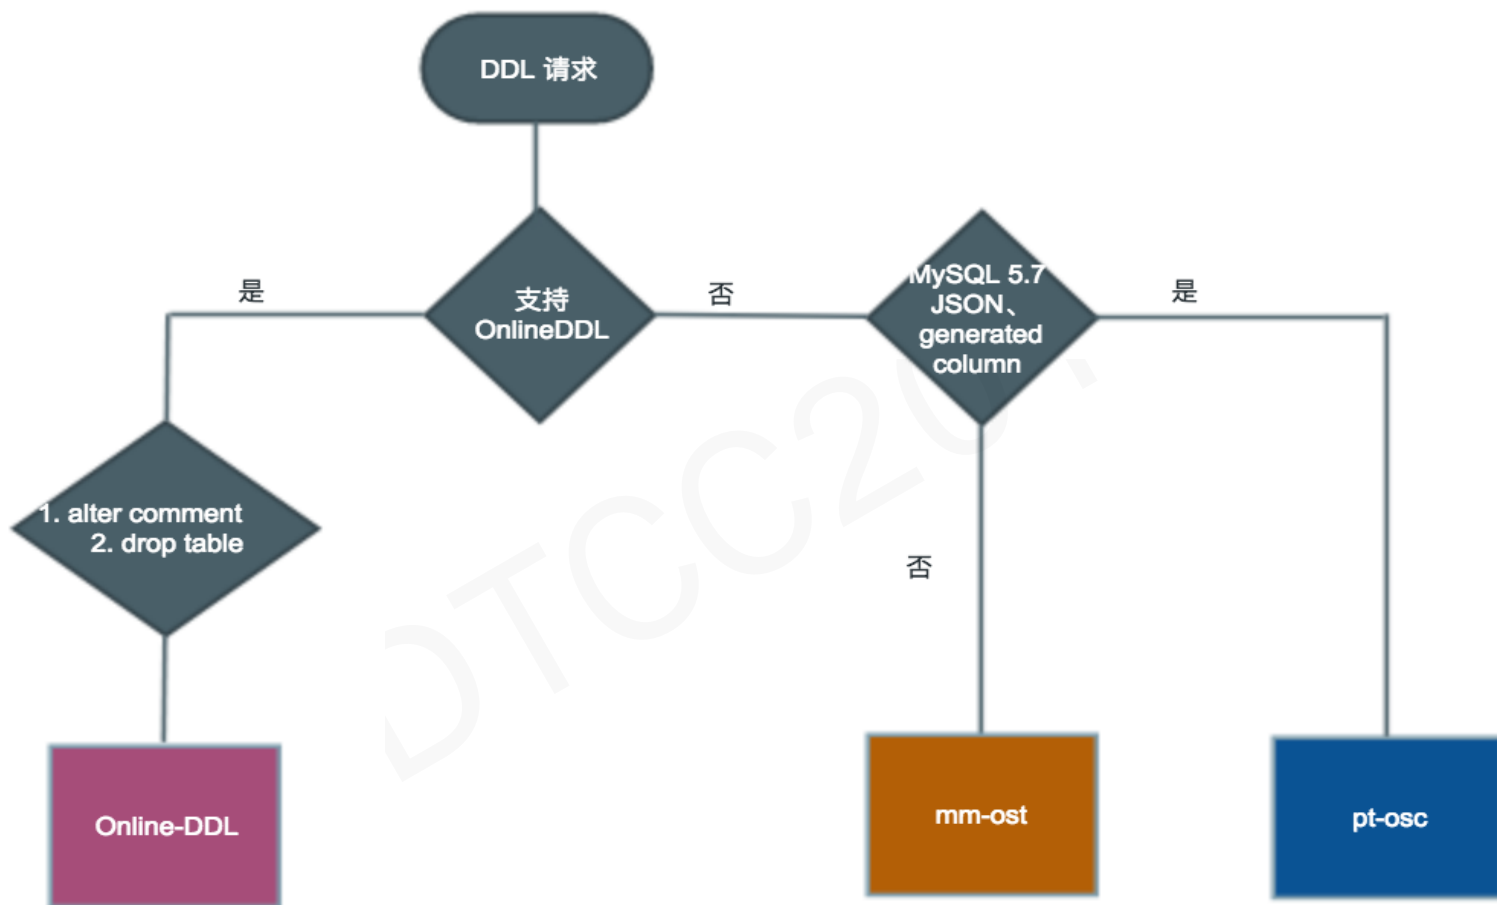 DDL 请求
支持
OnlineDDL
是
否
MySQL 5.7
JSON、
generated
column
是
1. alter comment
2. drop table
否
Online-DDL
mm-ost
pt-osc